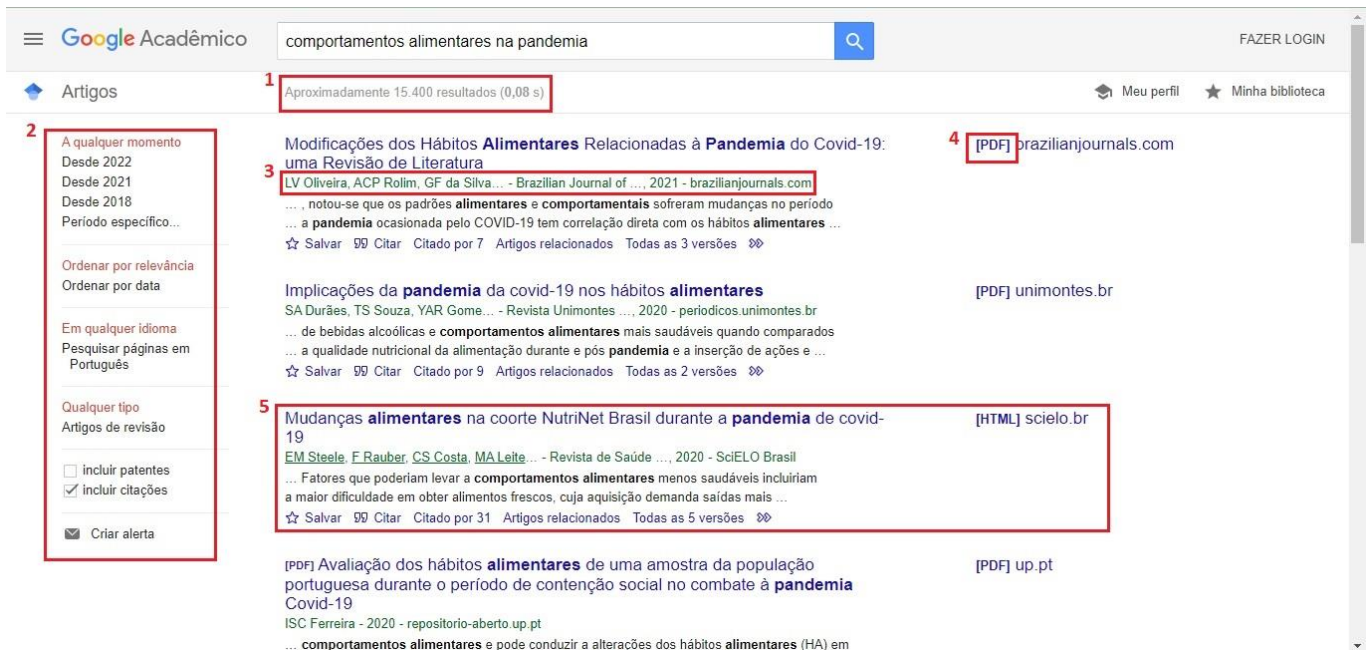 Google Acadêmico
comportamentos alimentares na pandemia
FAZER LOGIN
Artigos
1
Aproximadamente 15.400 resultados (0,08 s)
Meu perfil
Minha biblioteca
2
A qualquer momento
Desde 2022
Desde 2021
Desde 2018
Período específico...
Ordenar por relevância
Ordenar por data
Em qualquer idioma
Pesquisar páginas em
Português
Qualquer tipo
Artigos de revisão
incluir patentes
incluir citações
Criar alerta
Modificações dos Hábitos Alimentares Relacionadas à Pandemia do Covid-19:
uma Revisão de Literatura
4
[PDF] brazilianjournals.com
3
LV Oliveira, ACP Rolim, GF da Silva... - Brazilian Journal of ..., 2021 - brazilianjournals.com
... , notou-se que os padrões alimentares e comportamentais sofreram mudanças no período
... a pandemia ocasionada pelo COVID-19 tem correlação direta com os hábitos alimentares ...
Salvar Citar Citado por 7 Artigos relacionados Todas as 3 versões
Implicações da pandemia da covid-19 nos hábitos alimentares
[PDF] unimontes.br
SA Durães, TS Souza, YAR Gome... - Revista Unimontes ..., 2020 - periodicos.unimontes.br
... de bebidas alcoólicas e comportamentos alimentares mais saudáveis quando comparados
... a qualidade nutricional da alimentação durante e pós pandemia e a inserção de ações e ...
Salvar Citar Citado por 9 Artigos relacionados Todas as 2 versões
5
Mudanças alimentares na coorte NutriNet Brasil durante a pandemia de covid-
19
[HTML] scielo.br
EM Steele, F Rauber, CS Costa, MA Leite... - Revista de Saúde ..., 2020 - SciELO Brasil
... Fatores que poderiam levar a comportamentos alimentares menos saudáveis incluiriam
a maior dificuldade em obter alimentos frescos, cuja aquisição demanda saídas mais ...
Salvar Citar Citado por 31 Artigos relacionados Todas as 5 versões
[PDF] Avaliação dos hábitos alimentares de uma amostra da população
portuguesa durante o período de contenção social no combate à pandemia
Covid-19
[PDF] up.pt
ISC Ferreira - 2020 - repositorio-aberto.up.pt
... comportamentos alimentares e pode conduzir a alterações dos hábitos alimentares (HA) em